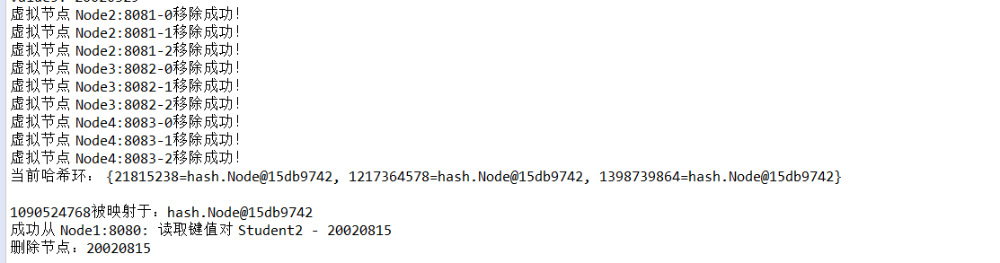 虚拟节点 Node2:8081-0移除成功!
虚拟节点 Node2:8081-1移除成功!
虚拟节点 Node2:8081-2移除成功!
虚拟节点 Node3:8082-0移除成功!
虚拟节点 Node3:8082-1移除成功!
虚拟节点 Node3:8082-2移除成功!
虚拟节点 Node4:8083-0移除成功!
虚拟节点 Node4:8083-1移除成功!
虚拟节点 Node4:8083-2移除成功!
当前哈希环: {21815238=hash.Node@15db9742, 1217364578=hash.Node@15db9742, 1398739864=hash.Node@15db9742}
1090524768被映射于：hash.Node@15db9742
成功从 Node1:8080: 读取键值对 Student2 - 20020815
删除节点：20020815